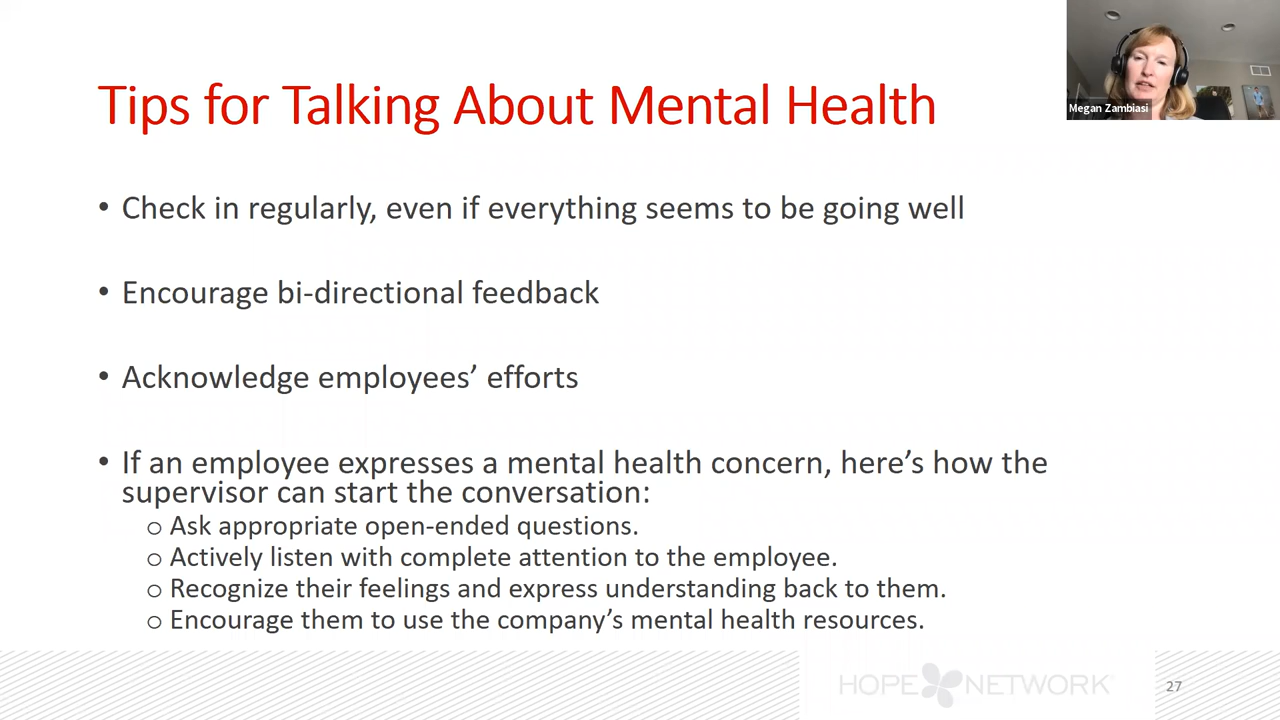 Tips for Talking About Mental Health
Megan Zambiasi
• Check in regularly, even if everything seems to be going well
• Encourage bi-directional feedback
• Acknowledge employees’ efforts
• If an employee expresses a mental health concern, here’s how the
supervisor can start the conversation:
o Ask appropriate open-ended questions.
o Actively listen with complete attention to the employee.
o Recognize their feelings and express understanding back to them.
o Encourage them to use the company’s mental health resources.
HOPE NETWORK
27